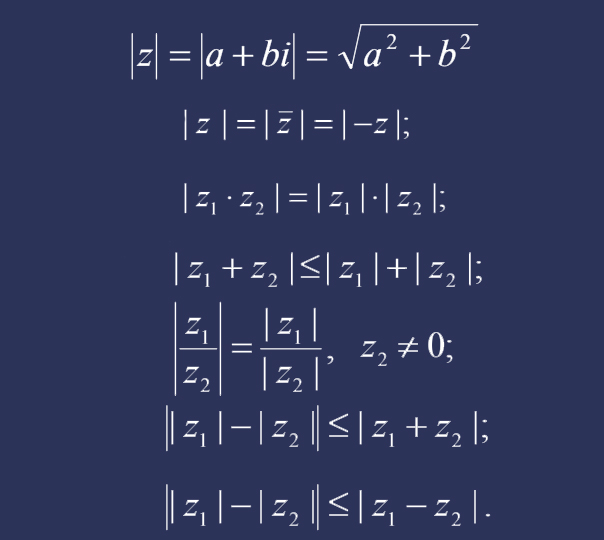 |z| = |a + bi| = √(a² + b²)
| z | = | z̅ | = | −z |;
| z₁ · z₂ | = | z₁ | · | z₂ |;
| z₁ + z₂ | ≤ | z₁ | + | z₂ |;
| z₁ / z₂ | = | z₁ | / | z₂ |, z₂ ≠ 0;
|| z₁ | − | z₂ || ≤ | z₁ + z₂ |;
|| z₁ | − | z₂ || ≤ | z₁ − z₂ |.